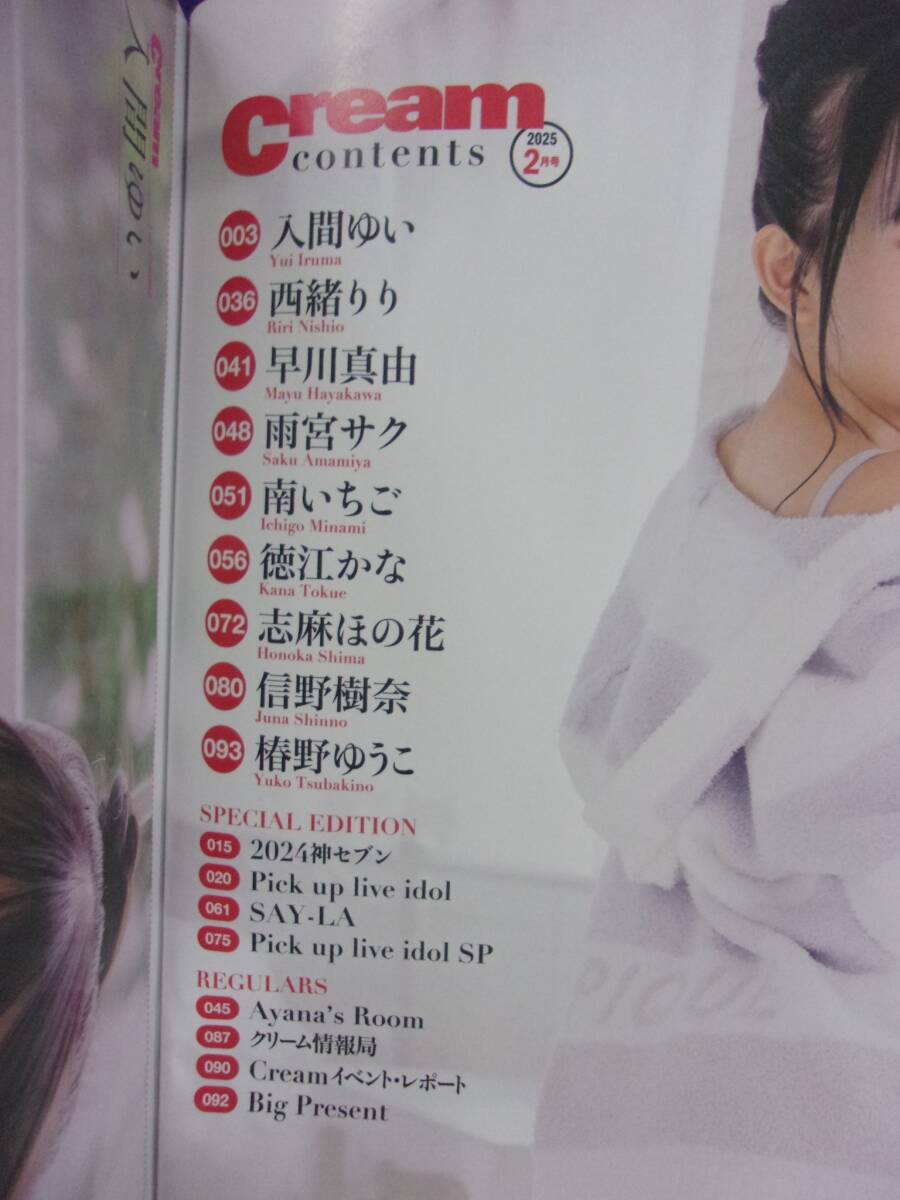 Cream
入間ゆい
Cream
contents
2025
2月号
003 入間ゆい
Yui Iruma
036 西緒りり
Riri Nishio
041 早川真由
Mayu Hayakawa
048 雨宮サク
Saku Amamiya
051 南いちご
Ichigo Minami
056 徳江かな
Kana Tokue
072 志麻ほの花
Honoka Shima
080 信野樹奈
Juna Shinno
093 椿野ゆうこ
Yuko Tsubakino
SPECIAL EDITION
015 2024神セブン
020 Pick up live idol
061 SAY-LA
075 Pick up live idol SP
REGULARS
045 Ayana's Room
087 クリーム情報局
090 Creamイベント・レポート
092 Big Present